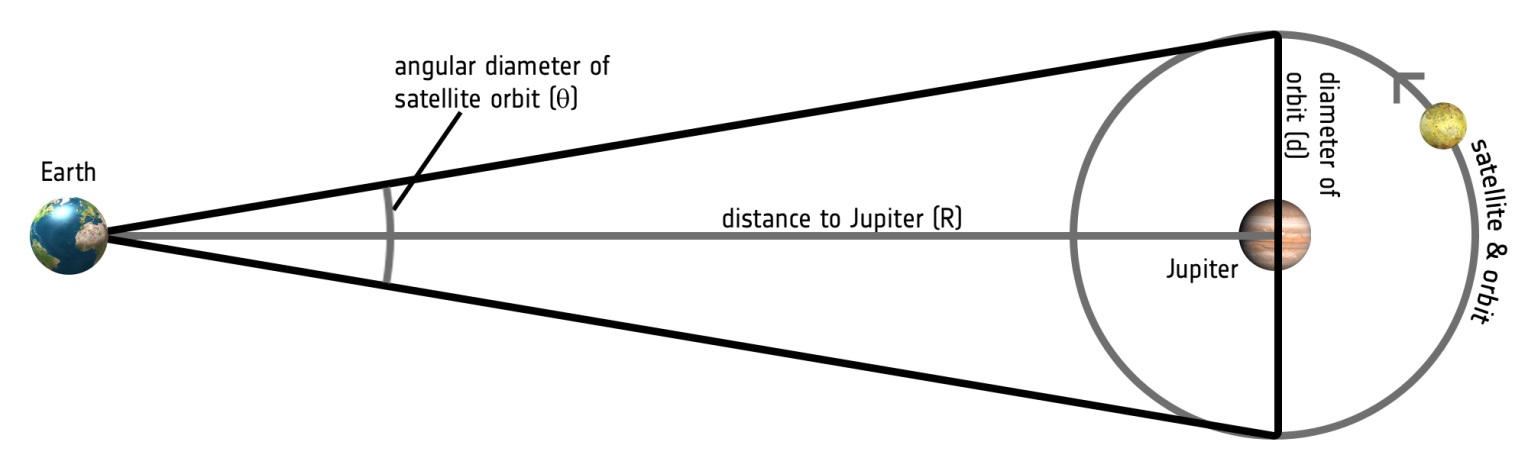 angular diameter of
satellite orbit (θ)
Earth
distance to Jupiter (R)
Jupiter
diameter of
orbit (d)
satellite & orbit